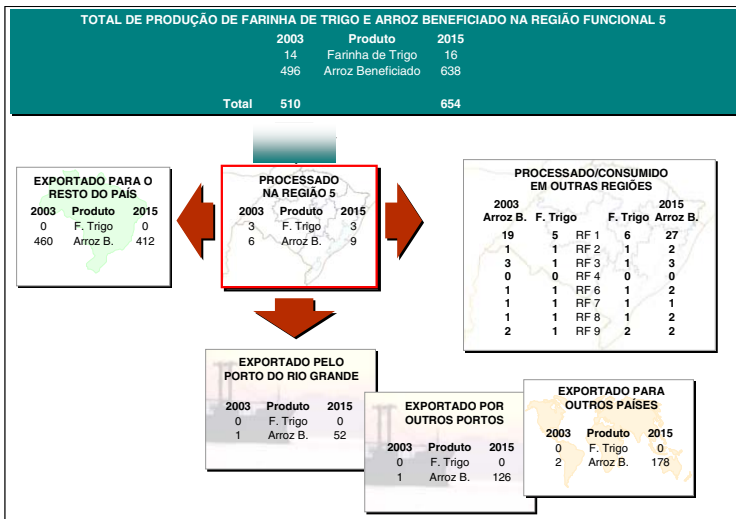 TOTAL DE PRODUÇÃO DE FARINHA DE TRIGO E ARROZ BENEFICIADO NA REGIÃO FUNCIONAL 5
2003 Produto 2015
14 Farinha de Trigo 16
496 Arroz Beneficiado 638
Total 510 654
EXPORTADO PARA O
RESTO DO PAÍS
2003 Produto 2015
0 F. Trigo 0
460 Arroz B. 412
PROCESSADO
NA REGIÃO 5
2003 Produto 2015
3 F. Trigo 3
6 Arroz B. 9
PROCESSADO/CONSUMIDO
EM OUTRAS REGIÕES
2003 2015
Arroz B. F. Trigo F. Trigo Arroz B.
19 5 RF 1 6 27
1 1 RF 2 1 2
3 1 RF 3 1 3
0 0 RF 4 0 0
1 1 RF 6 1 2
1 1 RF 7 1 1
1 1 RF 8 1 2
2 1 RF 9 2 2
EXPORTADO PELO
PORTO DO RIO GRANDE
2003 Produto 2015
0 F. Trigo 0
1 Arroz B. 52
EXPORTADO POR
OUTROS PORTOS
2003 Produto 2015
0 F. Trigo 0
1 Arroz B. 126
EXPORTADO PARA
OUTROS PAÍSES
2003 Produto 2015
0 F. Trigo 0
2 Arroz B. 178